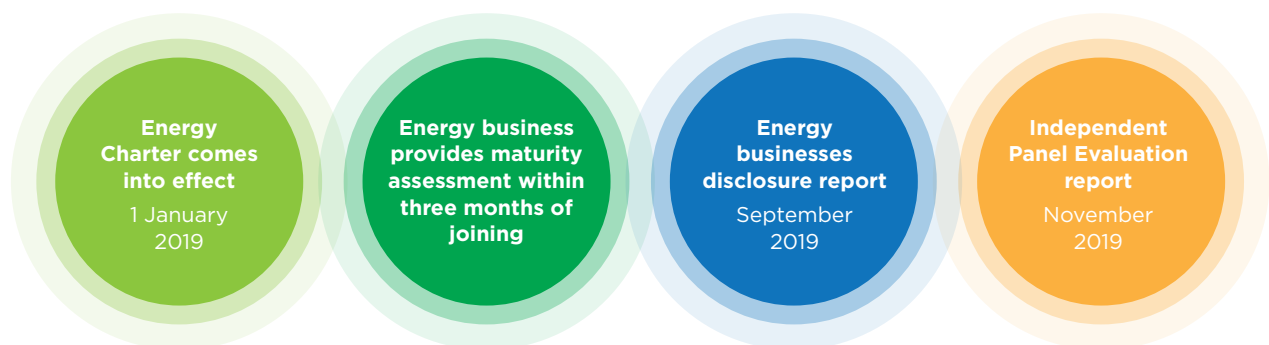 Energy
Charter comes
into effect
1 January
2019
Energy business
provides maturity
assessment within
three months of
joining
Energy
businesses
disclosure report
September
2019
Independent
Panel Evaluation
report
November
2019